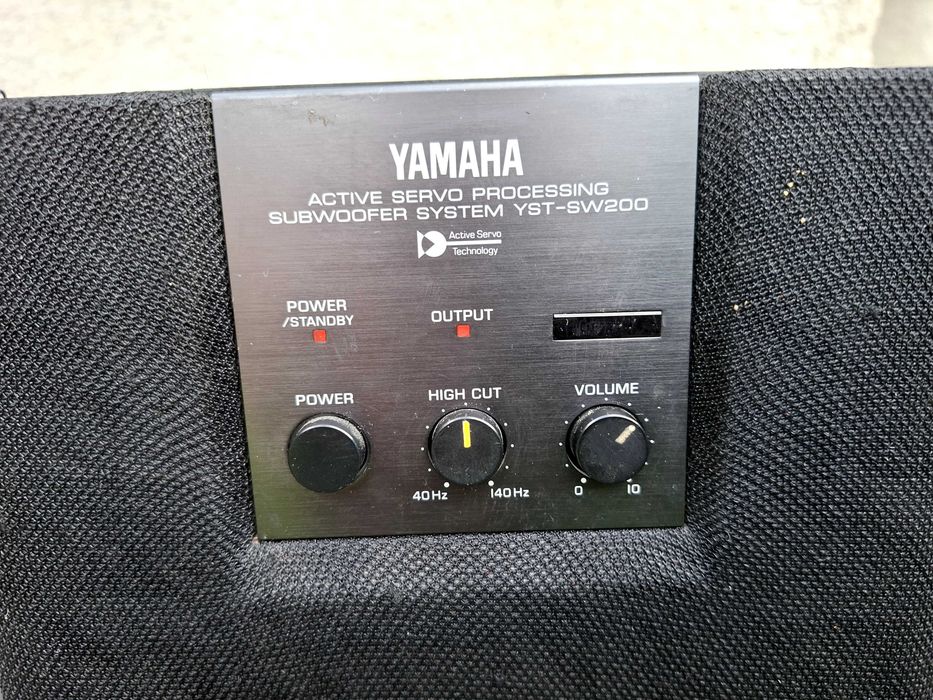 YAMAHA
ACTIVE SERVO PROCESSING
SUBWOOFER SYSTEM YST-SW200
Active Servo
Technology
POWER
/STANDBY
OUTPUT
POWER
HIGH CUT
VOLUME
40Hz
140Hz
0
10